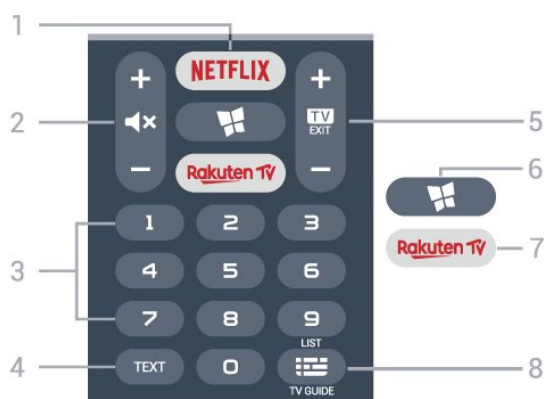 1
NETFLIX
+ +
2
TV
EXIT
5
- -
6
Rakuten TV
Rakuten TV
7
1 2 3
3
4 5 6
7 8 9
LIST
4
TEXT 0
8
TV GUIDE